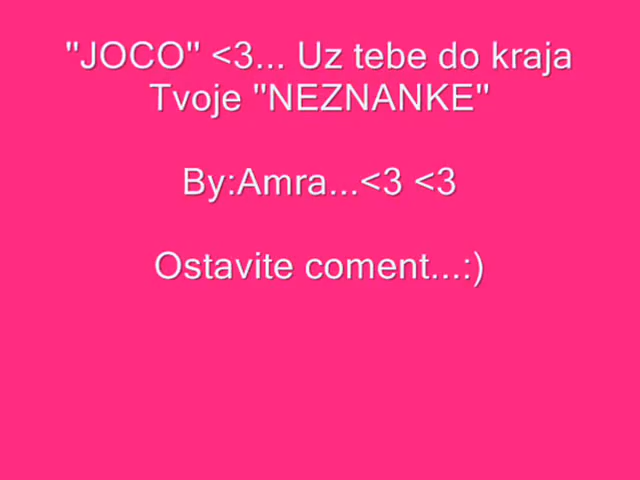 "JOCO" <3... Uz tebe do kraja
Tvoje "NEZNANKE"
By:Amra...<3 <3
Ostavite coment...:)